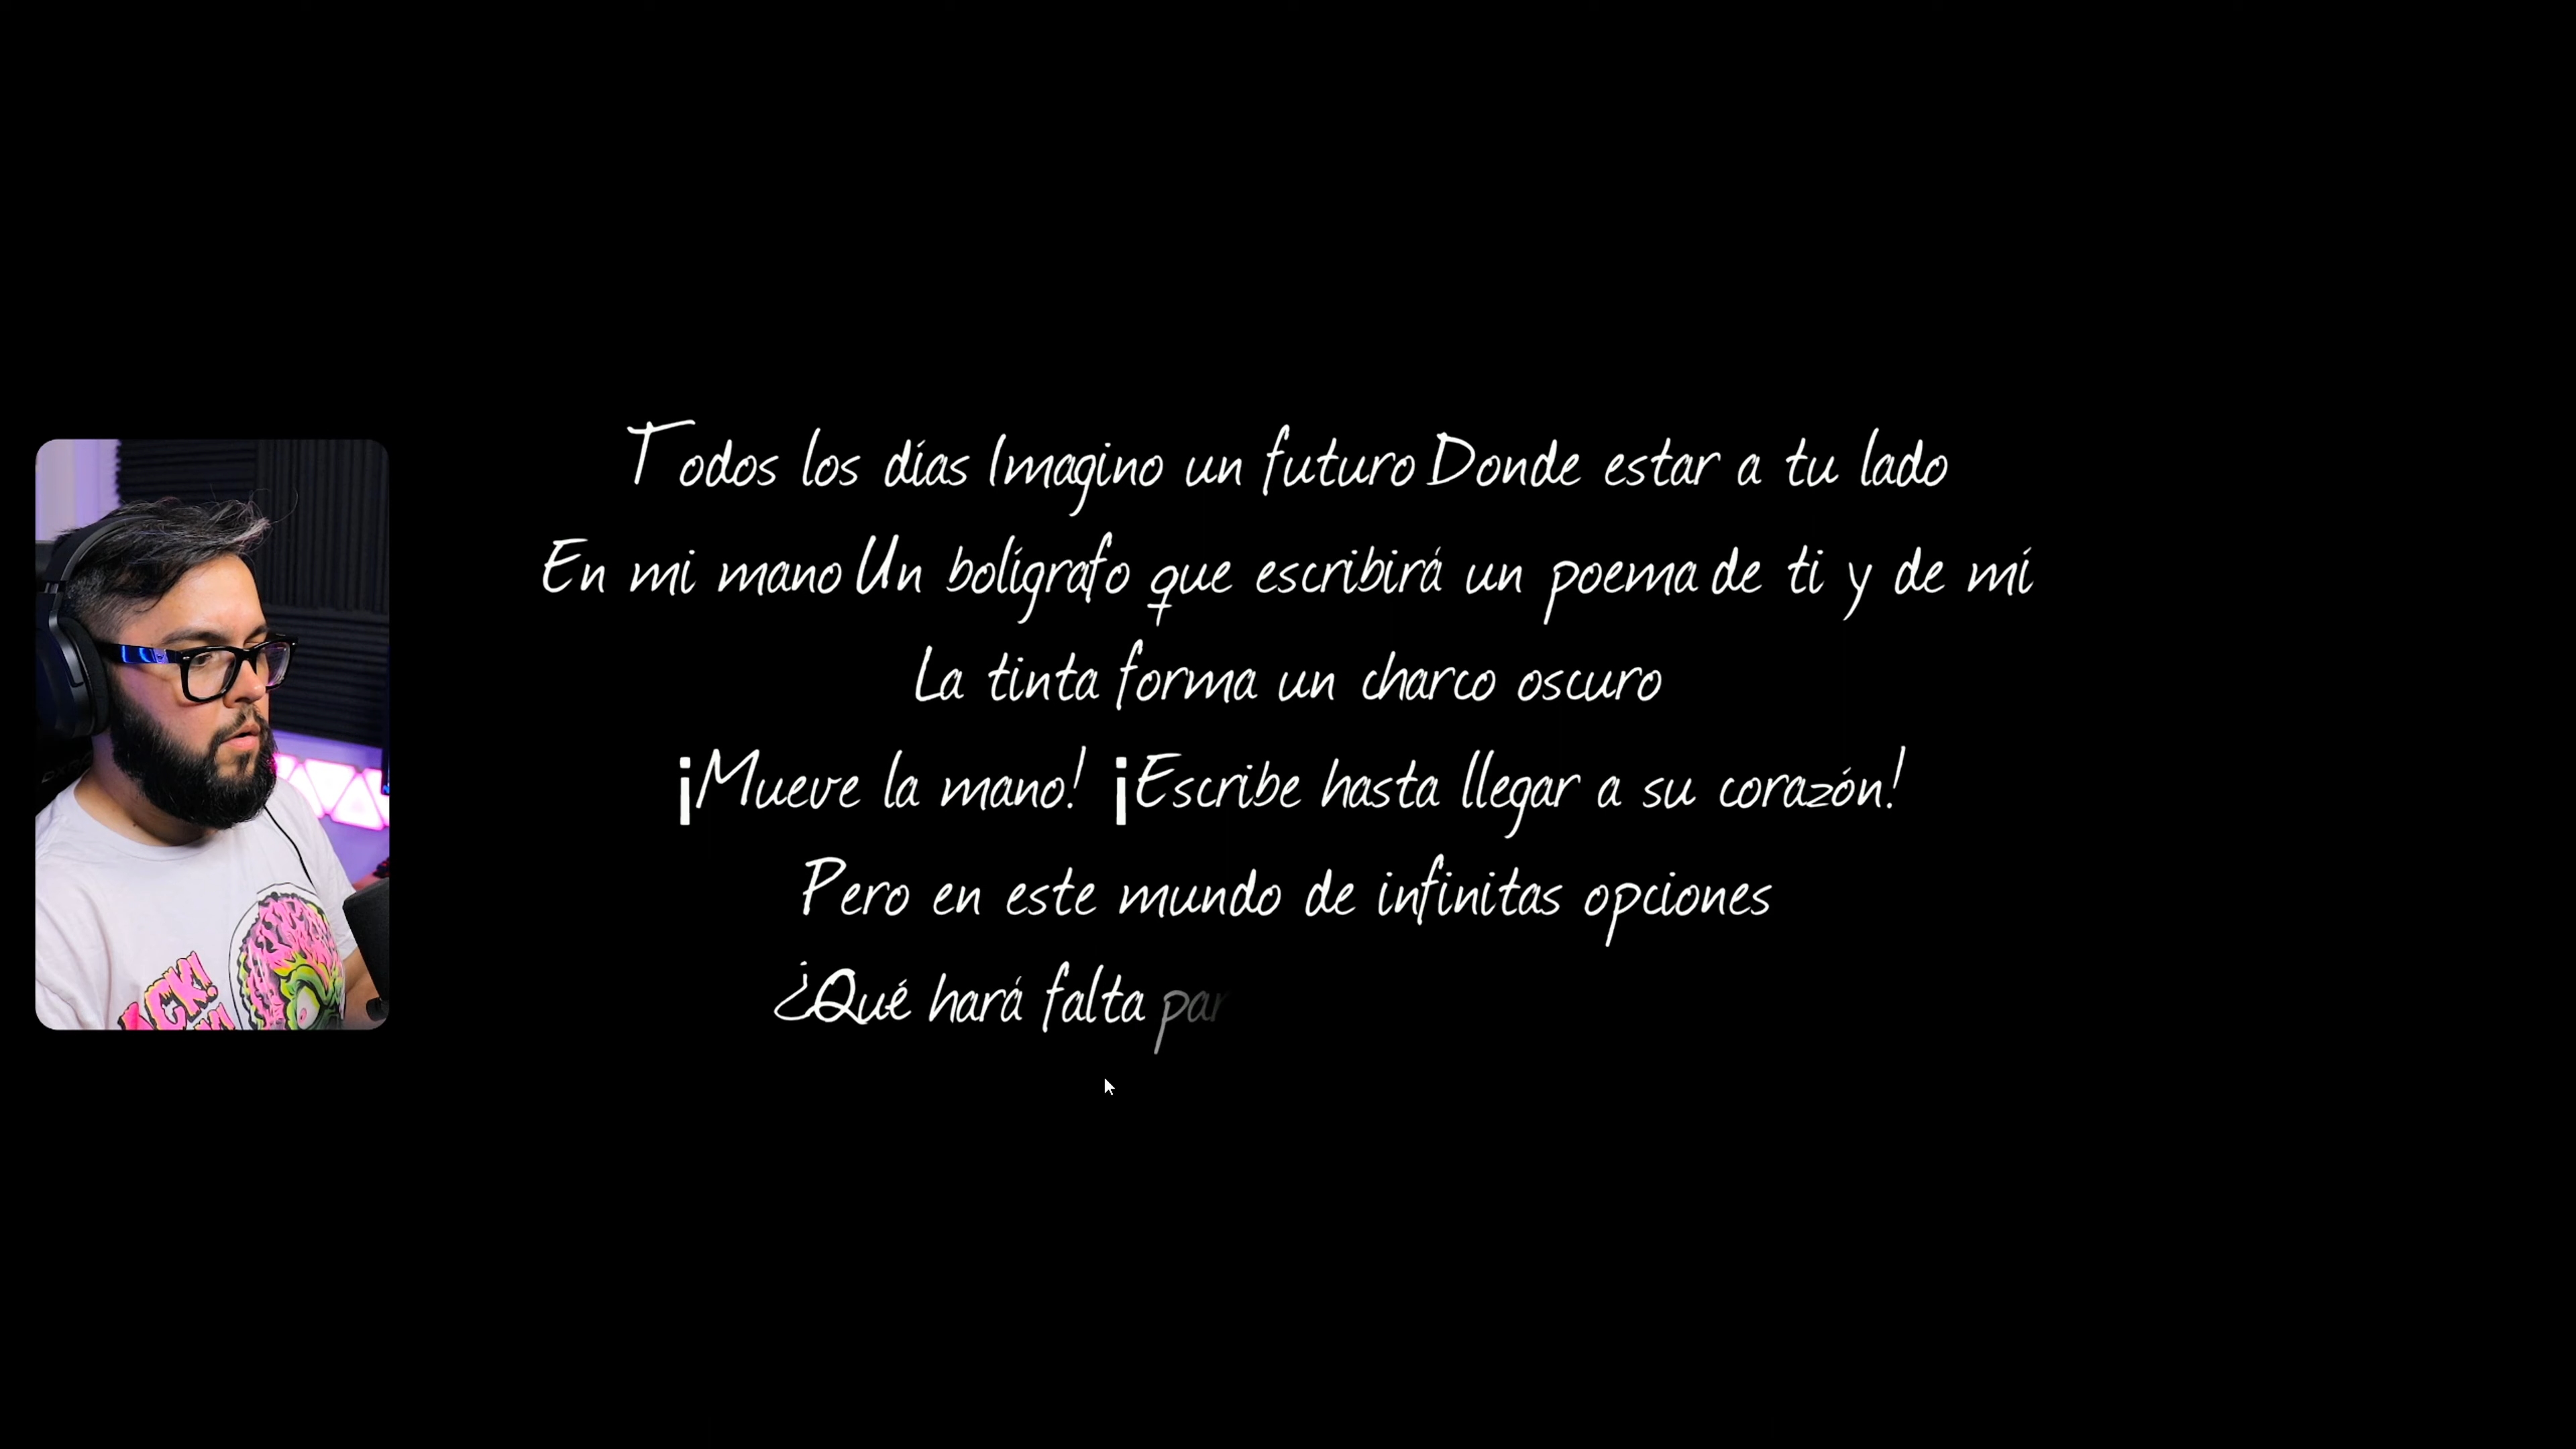 Todos los días Imagino un futuro Donde estar a tu lado
En mi mano Un bolígrafo que escribirá un poema de ti y de mí
La tinta forma un charco oscuro
¡Mueve la mano! ¡Escribe hasta llegar a su corazón!
Pero en este mundo de infinitas opciones
¿Qué hará falta par